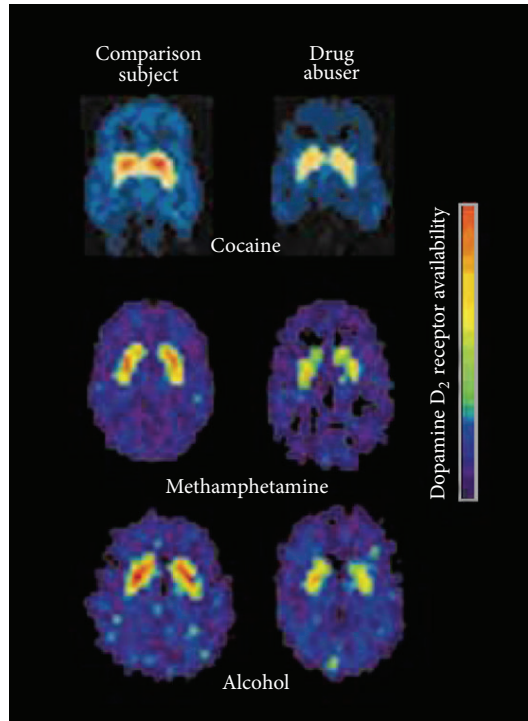 Comparison
subject
Drug
abuser
Cocaine
Methamphetamine
Alcohol
Dopamine D₂ receptor availability